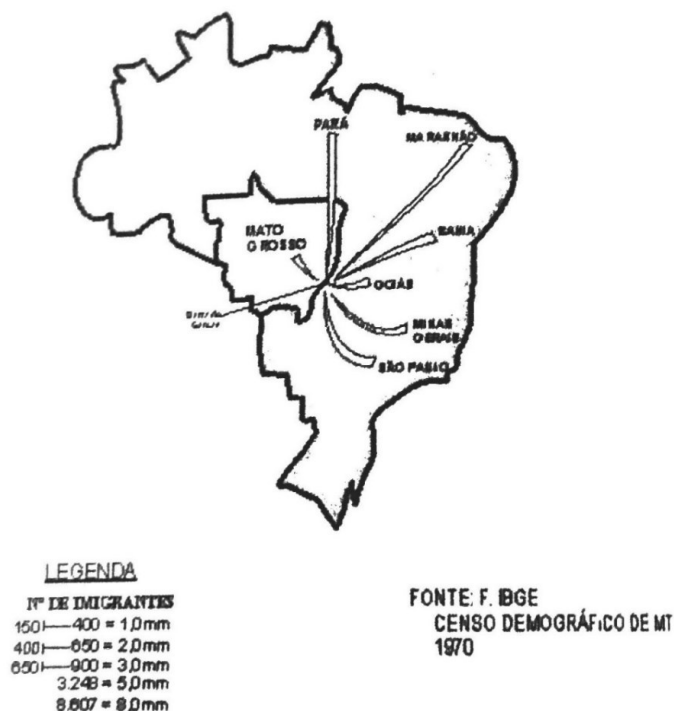 PARÁ
MARANHÃO
MATO
GROSSO
BAHIA
GOIÁS
MINAS
GERAIS
SÃO PAULO
LEGENDA
Nº DE IMIGRANTES
150|—400 = 1,0mm
400|—650 = 2,0mm
650|—900 = 3,0mm
3.248 = 5,0mm
8.607 = 8,0mm
FONTE: F. IBGE
CENSO DEMOGRÁFICO DE MT
1970